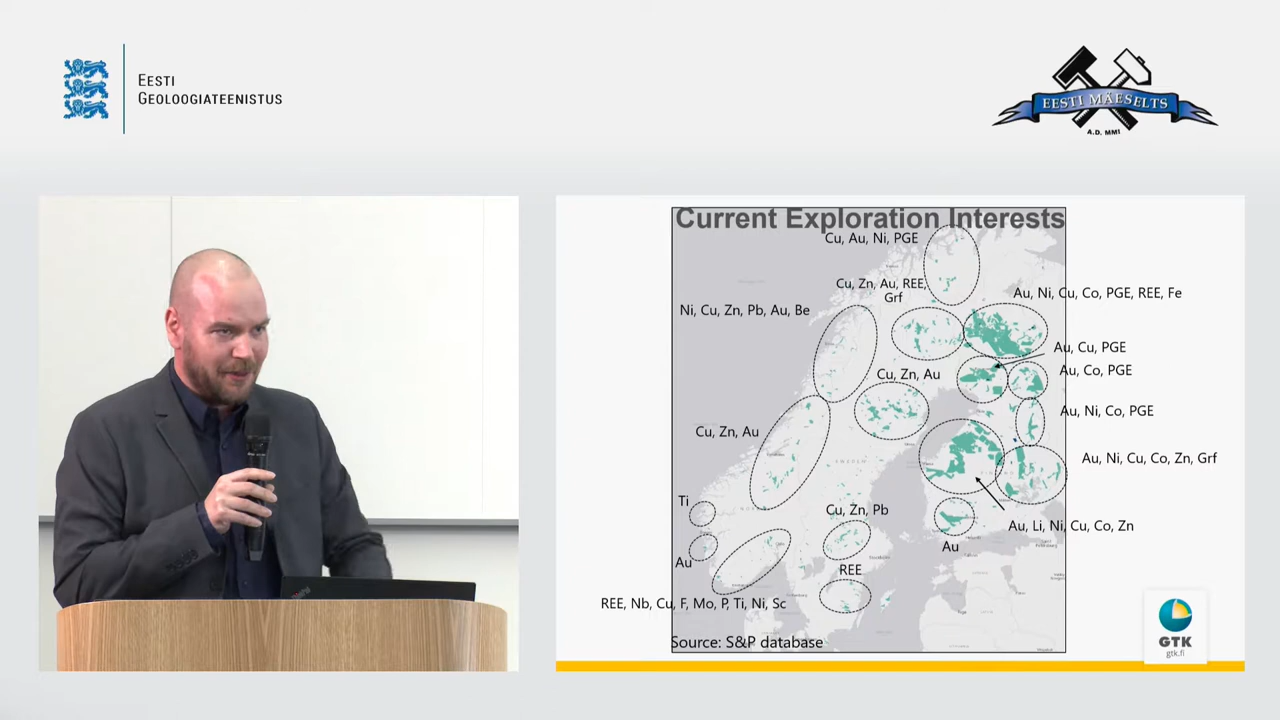 EESTI
GEOLOOGIATEENISTUS
EESTI MÄESELTS
A.D. MMI
Current Exploration Interests
Cu, Au, Ni, PGE
Cu, Zn, Au, REE,
Grf
Au, Ni, Cu, Co, PGE, REE, Fe
Ni, Cu, Zn, Pb, Au, Be
Au, Cu, PGE
Au, Co, PGE
Cu, Zn, Au
Au, Ni, Co, PGE
Cu, Zn, Au
Au, Ni, Cu, Co, Zn, Grf
Ti
Cu, Zn, Pb
Au, Li, Ni, Cu, Co, Zn
Au
Au
REE
REE, Nb, Cu, F, Mo, P, Ti, Ni, Sc
Source: S&P database
GTK
gtk.fi